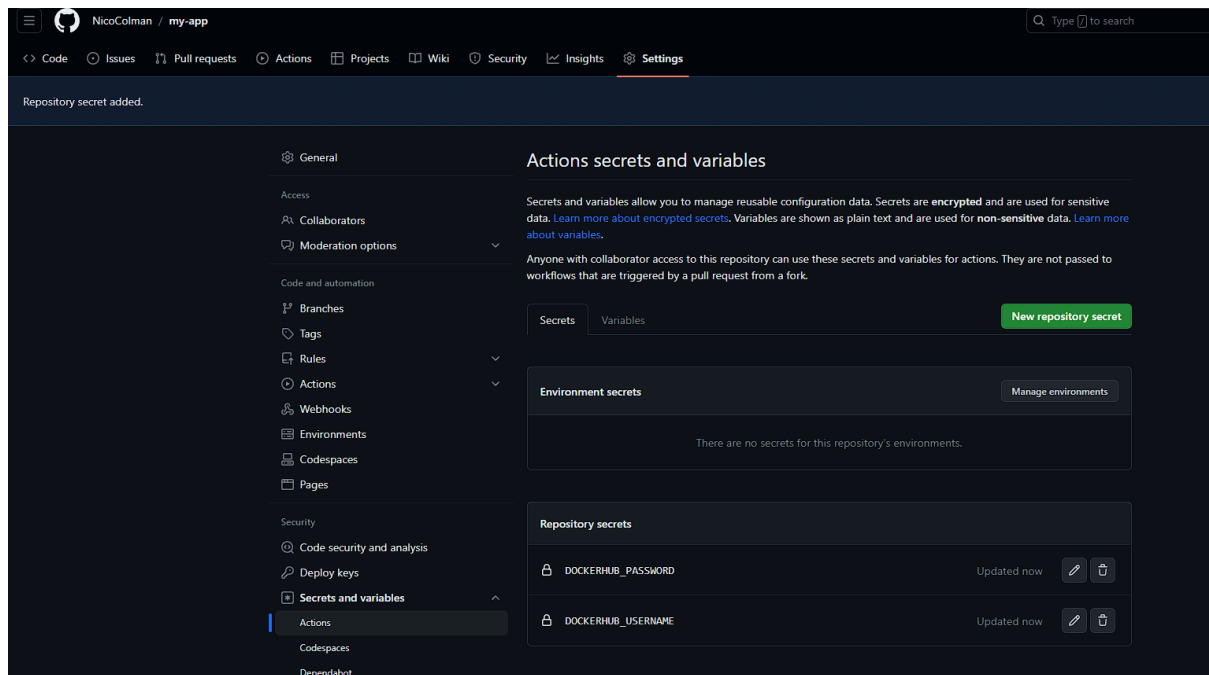 NicoColman / my-app
Type / to search
Code Issues Pull requests Actions Projects Wiki Security Insights Settings
Repository secret added.
General
Access
Collaborators
Moderation options
Code and automation
Branches
Tags
Rules
Actions
Webhooks
Environments
Codespaces
Pages
Security
Code security and analysis
Deploy keys
Secrets and variables
Actions
Codespaces
Dependabot
Actions secrets and variables
Secrets and variables allow you to manage reusable configuration data. Secrets are encrypted and are used for sensitive
data. Learn more about encrypted secrets. Variables are shown as plain text and are used for non-sensitive data. Learn more
about variables.
Anyone with collaborator access to this repository can use these secrets and variables for actions. They are not passed to
workflows that are triggered by a pull request from a fork.
Secrets Variables
New repository secret
Environment secrets
Manage environments
There are no secrets for this repository's environments.
Repository secrets
DOCKERHUB_PASSWORD Updated now
DOCKERHUB_USERNAME Updated now